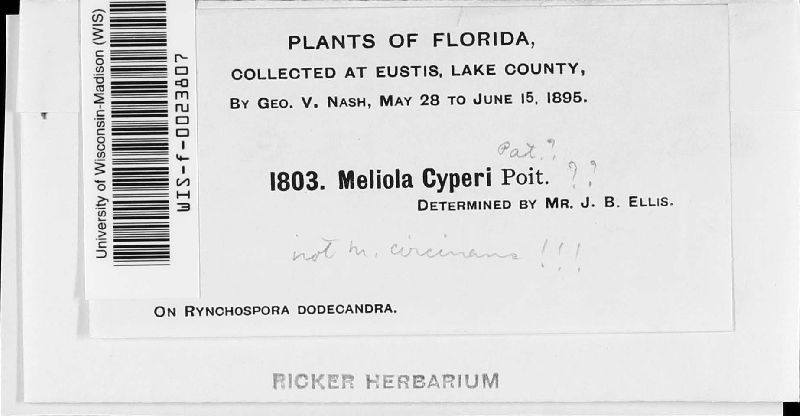 University of Wisconsin-Madison (WIS)
WIS-f-0023807
PLANTS OF FLORIDA,
COLLECTED AT EUSTIS, LAKE COUNTY,
BY GEO. V. NASH, MAY 28 TO JUNE 15, 1895.
Pat.?
1803. Meliola Cyperi Poit. ??
DETERMINED BY MR. J. B. ELLIS.
not M. circinans !!!
ON RYNCHOSPORA DODECANDRA.
RICKER HERBARIUM